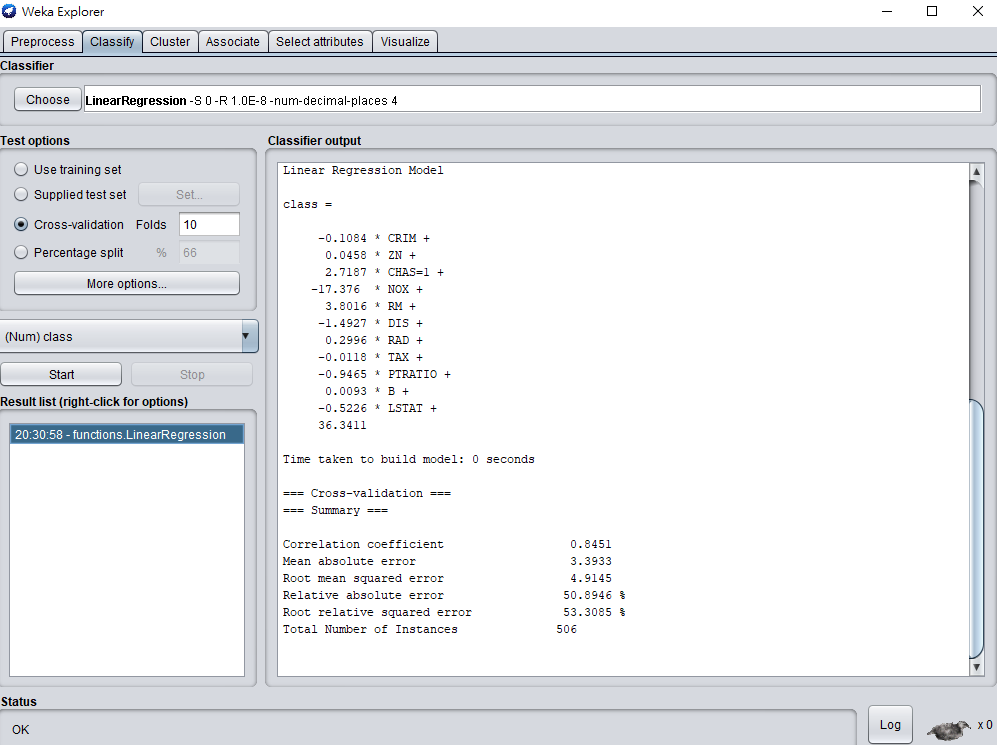 Weka Explorer
Preprocess Classify Cluster Associate Select attributes Visualize
Classifier
Choose LinearRegression -S 0 -R 1.0E-8 -num-decimal-places 4
Test options
Use training set
Supplied test set Set...
Cross-validation Folds 10
Percentage split % 66
More options...
(Num) class
Start Stop
Result list (right-click for options)
20:30:58 - functions.LinearRegression
Classifier output
Linear Regression Model
class =
-0.1084 * CRIM +
0.0458 * ZN +
2.7187 * CHAS=1 +
-17.376 * NOX +
3.8016 * RM +
-1.4927 * DIS +
0.2996 * RAD +
-0.0118 * TAX +
-0.9465 * PTRATIO +
0.0093 * B +
-0.5226 * LSTAT +
36.3411
Time taken to build model: 0 seconds
=== Cross-validation ===
=== Summary ===
Correlation coefficient 0.8451
Mean absolute error 3.3933
Root mean squared error 4.9145
Relative absolute error 50.8946 %
Root relative squared error 53.3085 %
Total Number of Instances 506
Status
OK
Log x 0